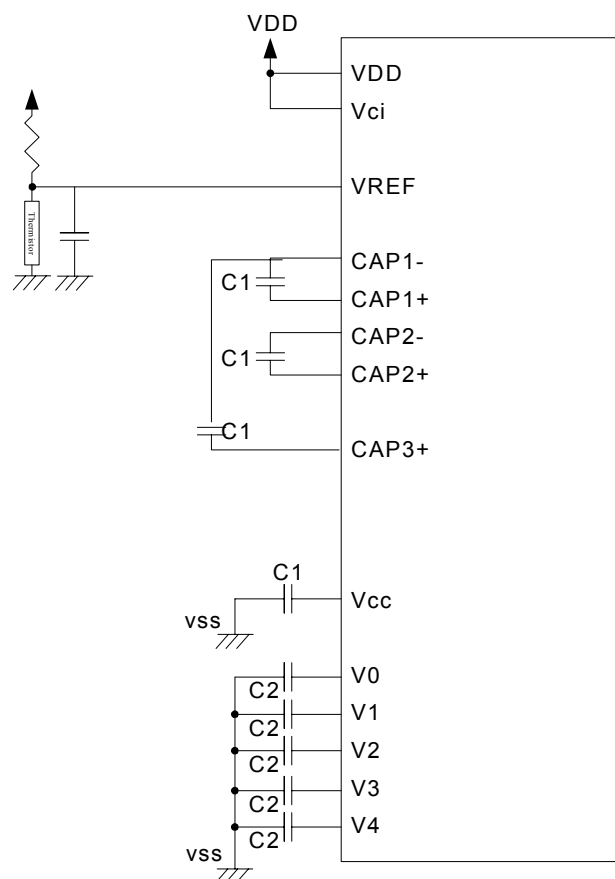 VDD
VDD
Vci
VREF
Thermistor
CAP1-
C1
CAP1+
CAP2-
C1
CAP2+
C1
CAP3+
C1
Vcc
vss
V0
C2
V1
C2
V2
C2
V3
C2
V4
C2
vss